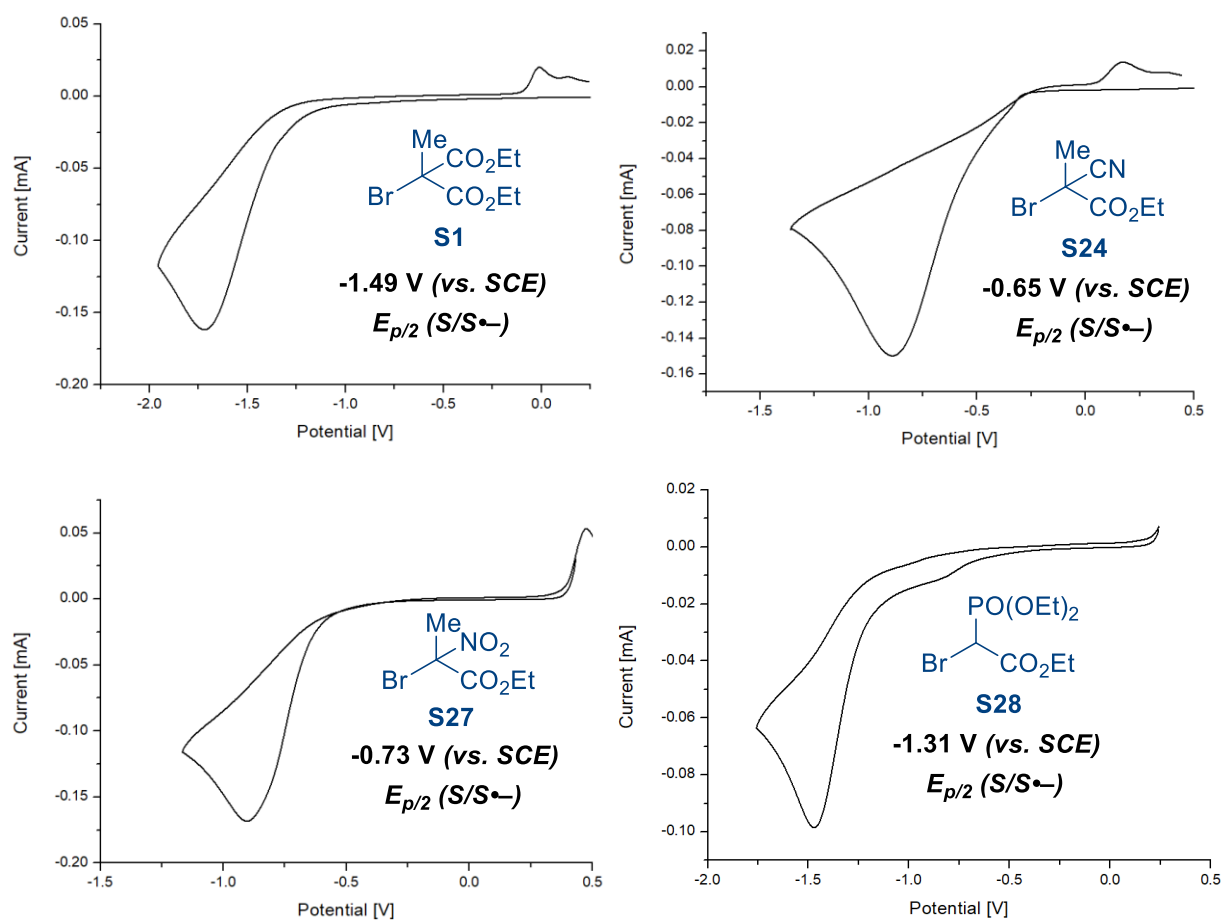 0.05
0.00
-0.05
-0.10
-0.15
-0.20
Current [mA]
-2.0 -1.5 -1.0 -0.5 0.0
Potential [V]
Me
CO₂Et
Br CO₂Et
S1
-1.49 V (vs. SCE)
Eₚ/₂ (S/S•–)
0.02
0.00
-0.02
-0.04
-0.06
-0.08
-0.10
-0.12
-0.14
-0.16
Current [mA]
-1.5 -1.0 -0.5 0.0 0.5
Potential [V]
Me
CN
Br CO₂Et
S24
-0.65 V (vs. SCE)
Eₚ/₂ (S/S•–)
0.05
0.00
-0.05
-0.10
-0.15
-0.20
Current [mA]
-1.5 -1.0 -0.5 0.0 0.5
Potential [V]
Me
NO₂
Br CO₂Et
S27
-0.73 V (vs. SCE)
Eₚ/₂ (S/S•–)
0.02
0.00
-0.02
-0.04
-0.06
-0.08
-0.10
Current [mA]
-2.0 -1.5 -1.0 -0.5 0.0 0.5
Potential [V]
PO(OEt)₂
Br CO₂Et
S28
-1.31 V (vs. SCE)
Eₚ/₂ (S/S•–)